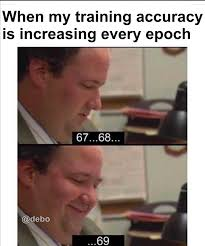 When my training accuracy
is increasing every epoch
67...68...
@debo
...69